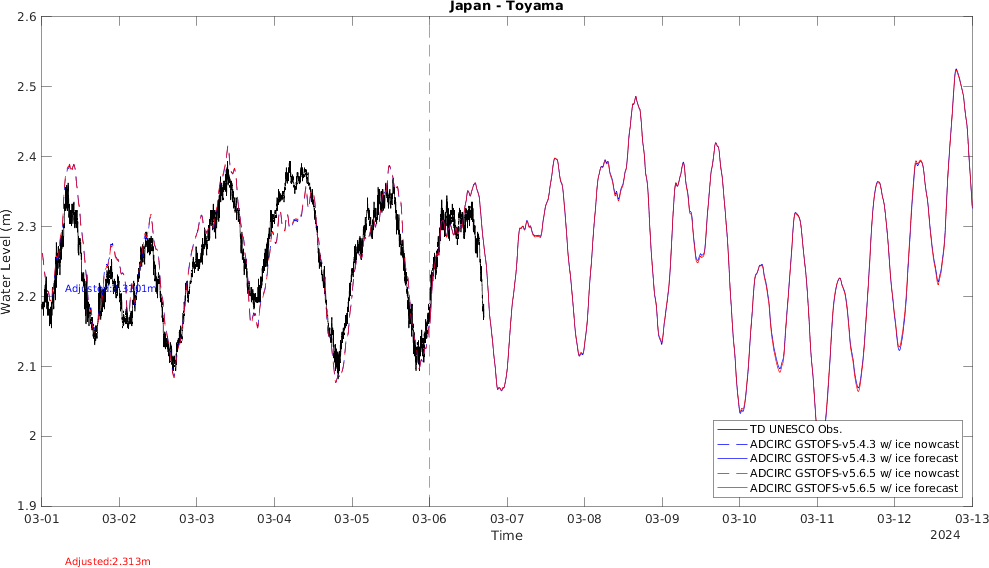 Japan - Toyama
2.6
2.5
2.4
2.3
2.2
2.1
2
1.9
Water Level (m)
03-01 03-02 03-03 03-04 03-05 03-06 03-07 03-08 03-09 03-10 03-11 03-12 03-13
Time
2024
TD UNESCO Obs.
ADCIRC GSTOFS-v5.4.3 w/ ice nowcast
ADCIRC GSTOFS-v5.4.3 w/ ice forecast
ADCIRC GSTOFS-v5.6.5 w/ ice nowcast
ADCIRC GSTOFS-v5.6.5 w/ ice forecast
Adjusted:2.313m